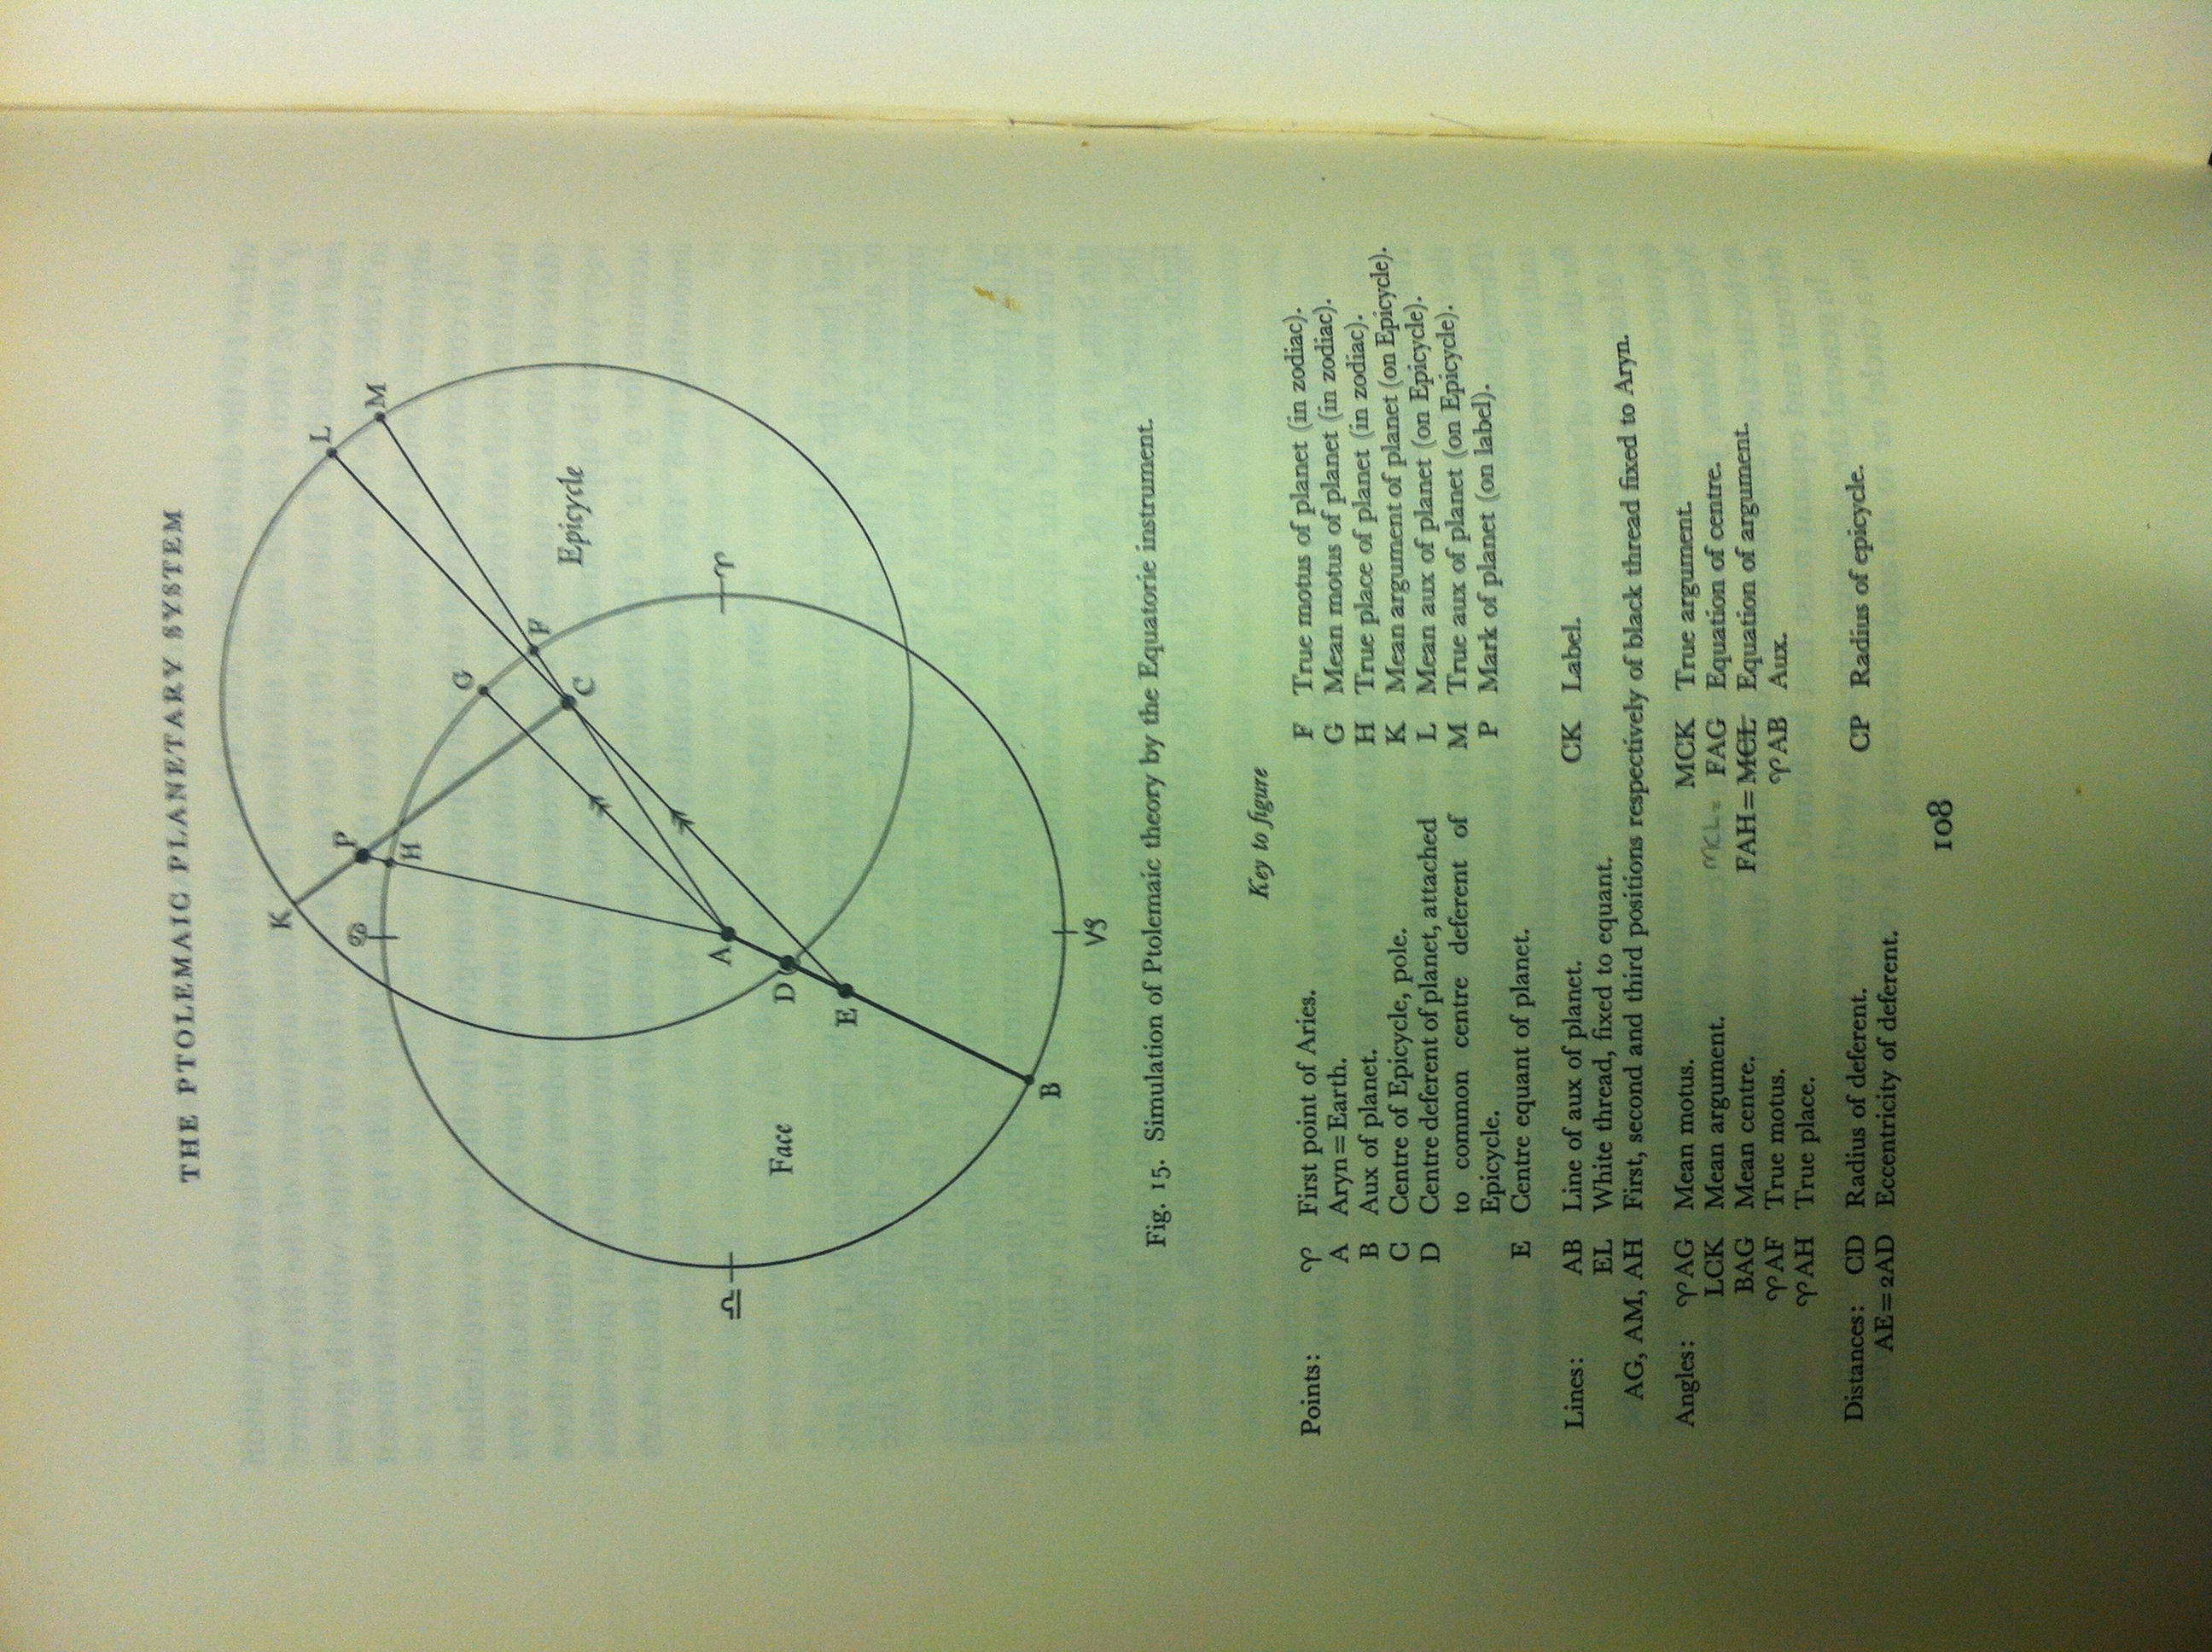 THE PTOLEMAIC PLANETARY SYSTEM
K
L
P
♋
M
H
G
F
C
Epicycle
A
♎
♈
Face
D
E
B
♑
Fig. 15. Simulation of Ptolemaic theory by the Equatorie instrument.
Key to figure
Points: ♈ First point of Aries.
A Aryn=Earth.
B Aux of planet.
C Centre of Epicycle, pole.
D Centre deferent of planet, attached
to common centre deferent of
Epicycle.
E Centre equant of planet.
F True motus of planet (in zodiac).
G Mean motus of planet (in zodiac).
H True place of planet (in zodiac).
K Mean argument of planet (on Epicycle).
L Mean aux of planet (on Epicycle).
M True aux of planet (on Epicycle).
P Mark of planet (on label).
Lines: AB Line of aux of planet. CK Label.
EL White thread, fixed to equant.
AG, AM, AH First, second and third positions respectively of black thread fixed to Aryn.
Angles: ♈AG Mean motus.
LCK Mean argument.
BAG Mean centre.
♈AF True motus.
♈AH True place.
MCK True argument.
MCL = FAG Equation of centre.
FAH=MCL Equation of argument.
♈AB Aux.
Distances: CD Radius of deferent. CP Radius of epicycle.
AE=2AD Eccentricity of deferent.
108